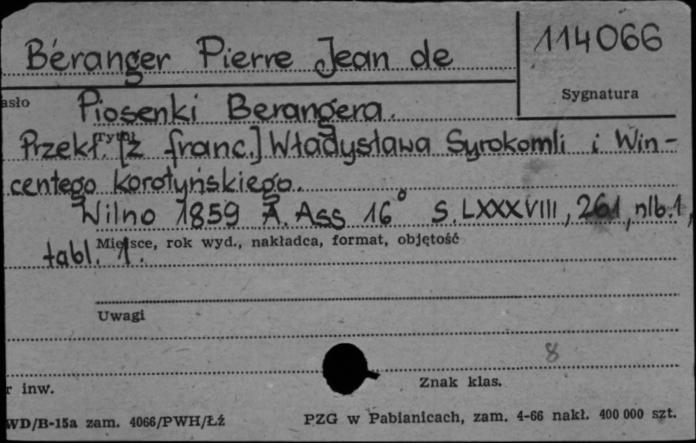 Béranger Pierre Jean de
114066
asło
Sygnatura
Piosenki Berangera.
Tytuł
Przekł. [z franc.] Władysława Syrokomli i Win-
centego Korotyńskiego.
Wilno 1859 A. Ass 16° S. LXXXVIII, 261, nlb. 1,
Miejsce, rok wyd., nakładca, format, objętość
tabl. 1.
Uwagi
8
r inw.
Znak klas.
WD/B-15a zam. 4066/PWH/Łź
PZG w Pabianicach, zam. 4-66 nakł. 400 000 szt.